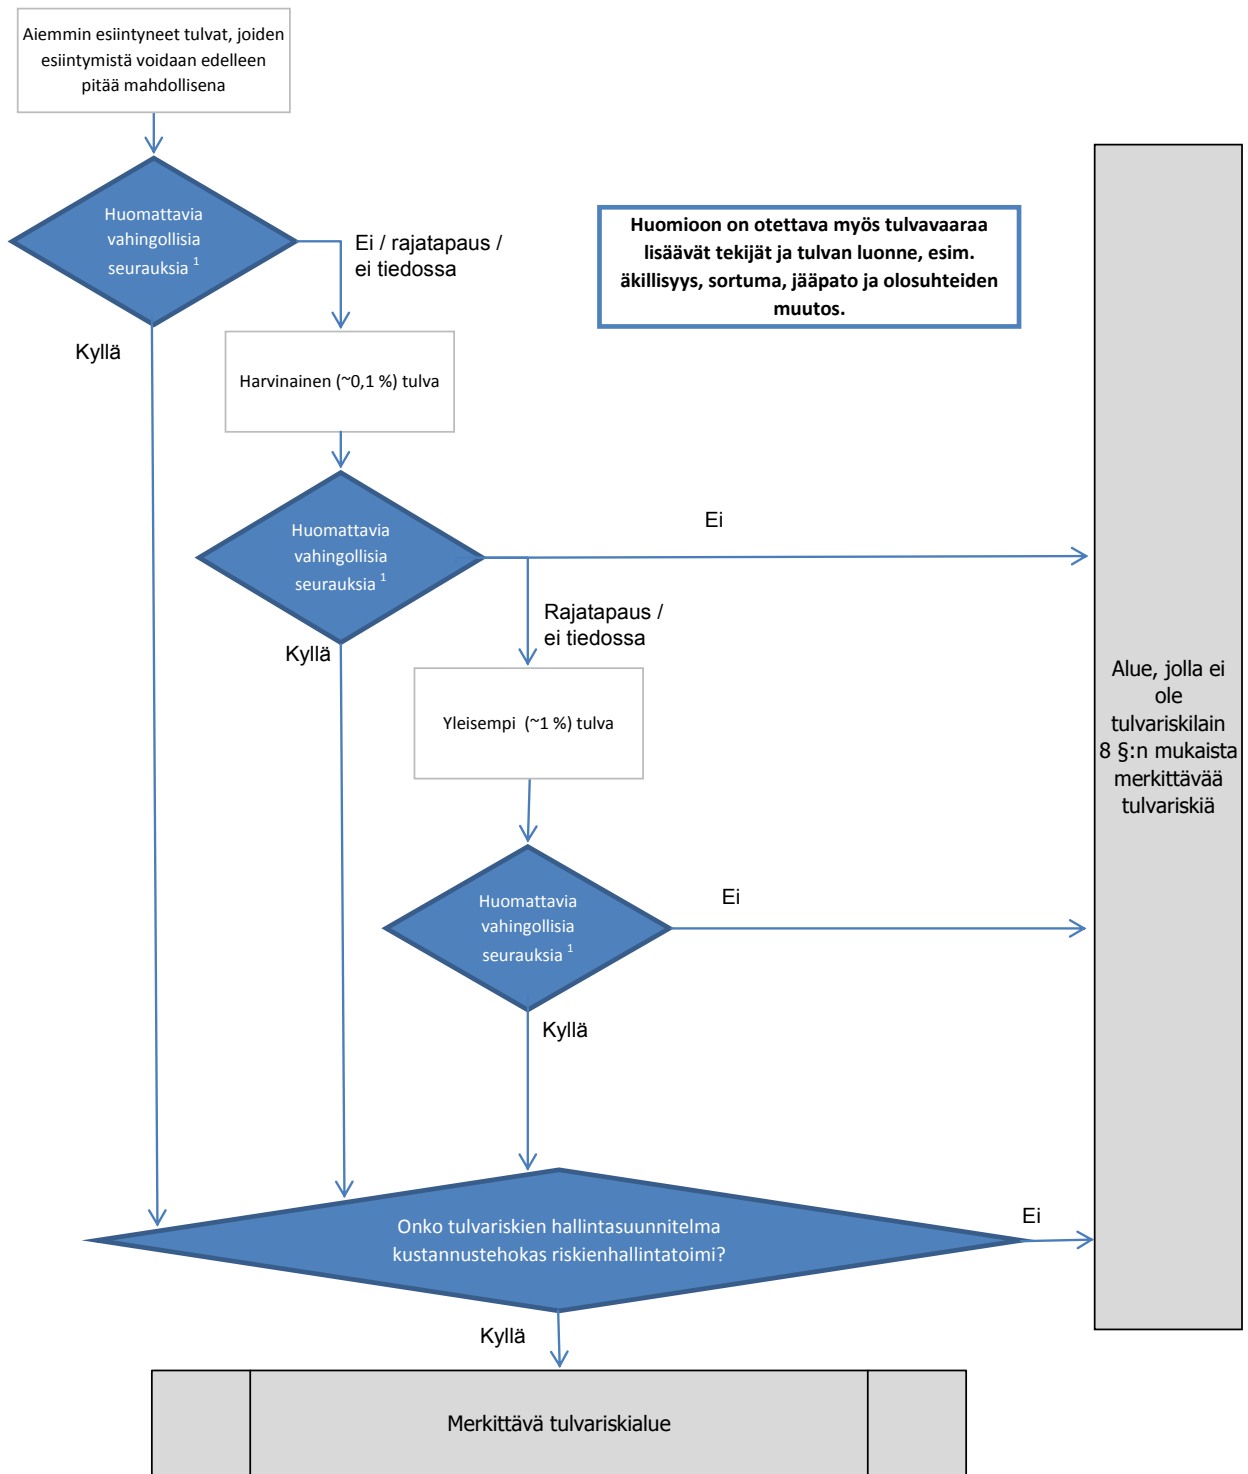 Aiemmin esiintyneet tulvat, joiden
esiintymistä voidaan edelleen
pitää mahdollisena
Huomattavia
vahingollisia
seurauksia 1
Ei / rajatapaus /
ei tiedossa
Huomioon on otettava myös tulvavaaraa
lisäävät tekijät ja tulvan luonne, esim.
äkillisyys, sortuma, jääpato ja olosuhteiden
muutos.
Kyllä
Harvinainen (~0,1 %) tulva
Huomattavia
vahingollisia
seurauksia 1
Ei
Rajatapaus /
ei tiedossa
Kyllä
Yleisempi (~1 %) tulva
Alue, jolla ei
ole
tulvariskilain
8 §:n mukaista
merkittävää
tulvariskiä
Huomattavia
vahingollisia
seurauksia 1
Ei
Kyllä
Onko tulvariskien hallintasuunnitelma
kustannustehokas riskienhallintatoimi?
Ei
Kyllä
Merkittävä tulvariskialue